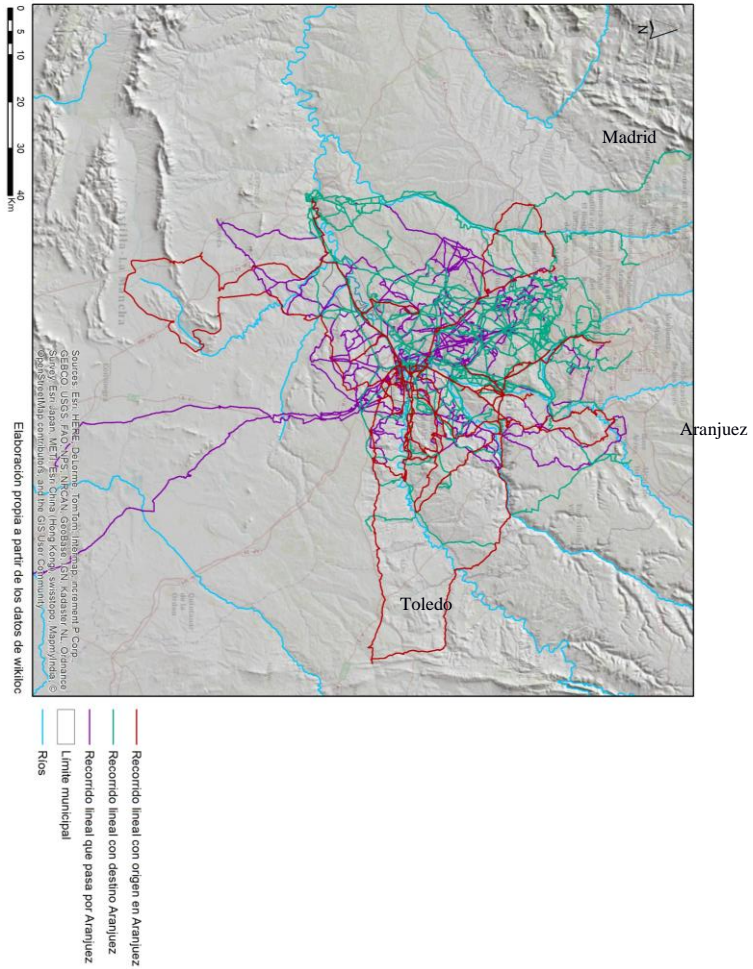 Madrid
Aranjuez
Toledo
N
0
5
10
20
30
40
Km
Sources: Esri, HERE, DeLorme, TomTom, Intermap, increment P Corp.,
GEBCO, USGS, FAO, NPS, NRCAN, GeoBase, IGN, Kadaster NL, Ordnance
Survey, Esri Japan, METI, Esri China (Hong Kong), swisstopo, MapmyIndia, ©
OpenStreetMap contributors, and the GIS User Community
Elaboración propia a partir de los datos de wikiloc
Recorrido lineal con origen en Aranjuez
Recorrido lineal con destino Aranjuez
Recorrido lineal que pasa por Aranjuez
Límite municipal
Ríos